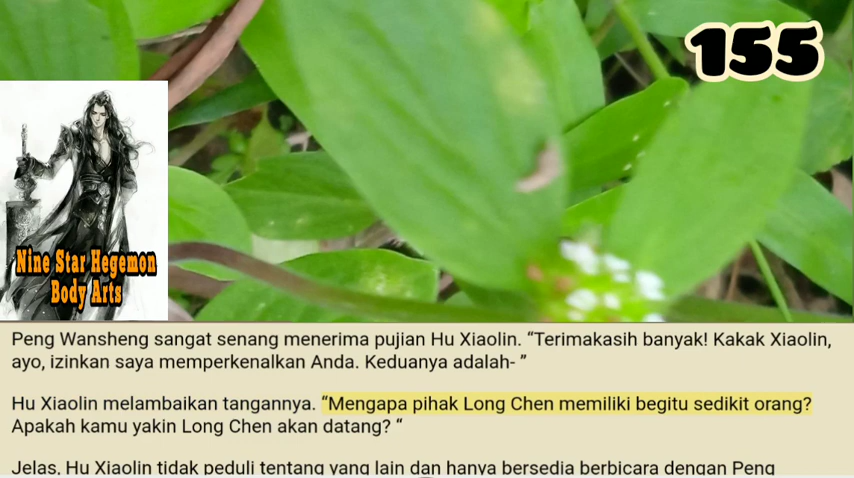 155
Nine Star Hegemon
Body Arts
Peng Wansheng sangat senang menerima pujian Hu Xiaolin. “Terimakasih banyak! Kakak Xiaolin,
ayo, izinkan saya memperkenalkan Anda. Keduanya adalah- ”
Hu Xiaolin melambaikan tangannya. “Mengapa pihak Long Chen memiliki begitu sedikit orang?
Apakah kamu yakin Long Chen akan datang? “
Jelas, Hu Xiaolin tidak peduli tentang yang lain dan hanya bersedia berbicara dengan Peng